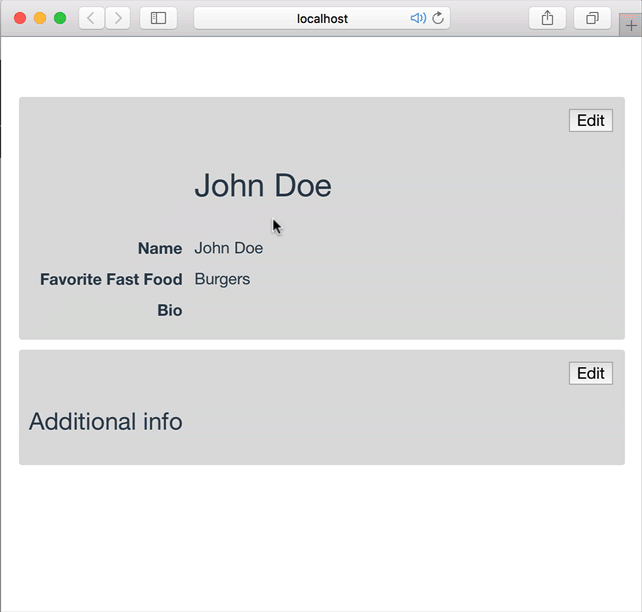 localhost
Edit
John Doe
Name John Doe
Favorite Fast Food Burgers
Bio
Edit
Additional info